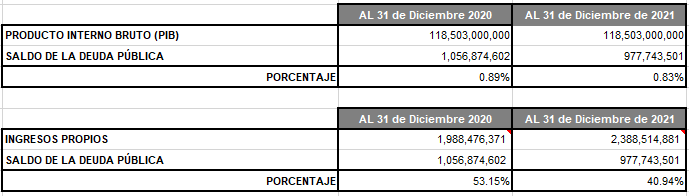 AL 31 de Diciembre 2020 AL 31 de Diciembre de 2021
PRODUCTO INTERNO BRUTO (PIB) 118,503,000,000 118,503,000,000
SALDO DE LA DEUDA PÚBLICA 1,056,874,602 977,743,501
PORCENTAJE 0.89% 0.83%
AL 31 de Diciembre 2020 AL 31 de Diciembre de 2021
INGRESOS PROPIOS 1,988,476,371 2,388,514,881
SALDO DE LA DEUDA PÚBLICA 1,056,874,602 977,743,501
PORCENTAJE 53.15% 40.94%